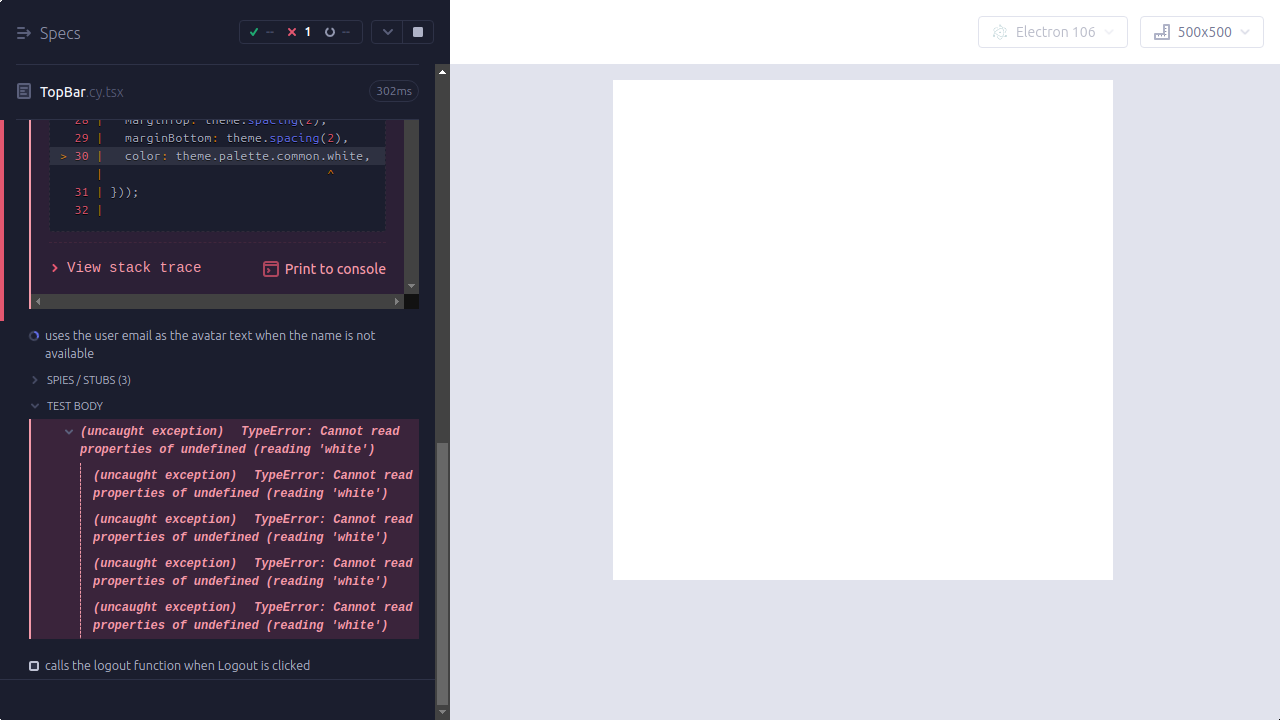 Specs
-- 1 --
Electron 106
500x500
TopBar.cy.tsx
302ms
28 | marginTop: theme.spacing(2),
29 | marginBottom: theme.spacing(2),
> 30 | color: theme.palette.common.white,
| ^
31 | }));
32 |
View stack trace
Print to console
uses the user email as the avatar text when the name is not
available
SPIES / STUBS (3)
TEST BODY
(uncaught exception) TypeError: Cannot read
properties of undefined (reading 'white')
(uncaught exception) TypeError: Cannot read
properties of undefined (reading 'white')
(uncaught exception) TypeError: Cannot read
properties of undefined (reading 'white')
(uncaught exception) TypeError: Cannot read
properties of undefined (reading 'white')
(uncaught exception) TypeError: Cannot read
properties of undefined (reading 'white')
calls the logout function when Logout is clicked